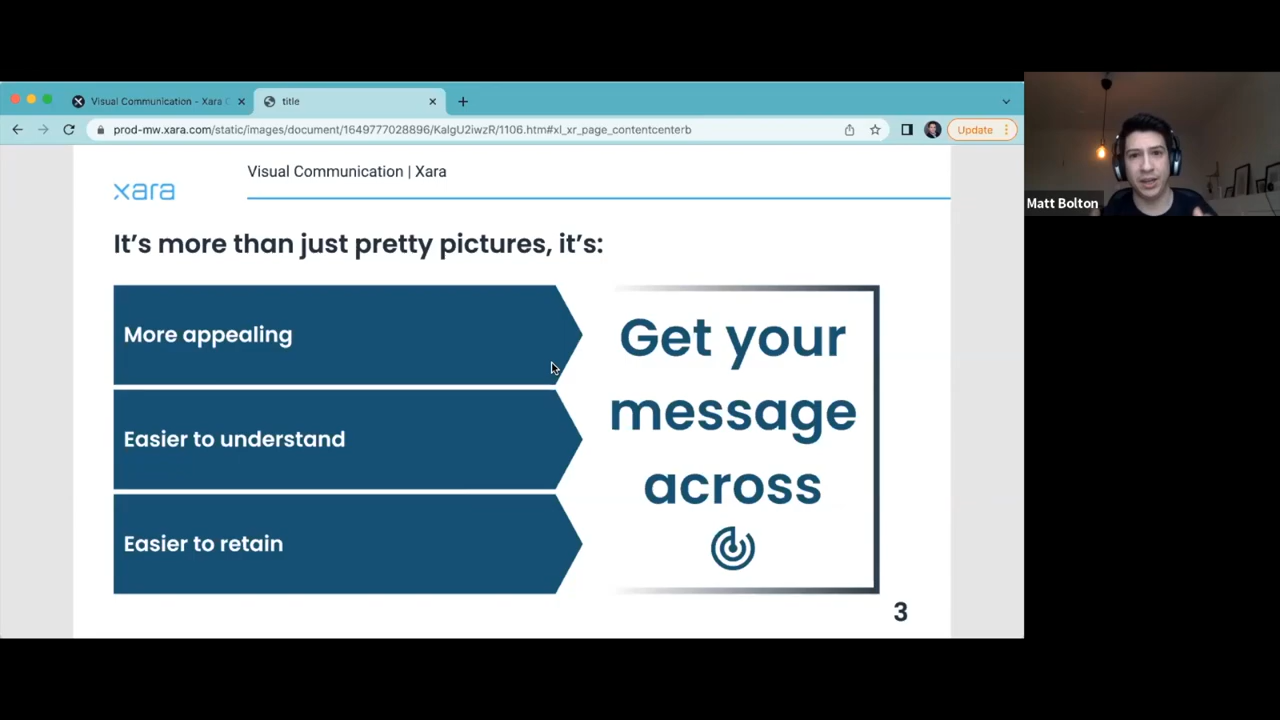 Visual Communication - Xara
title
prod-mw.xara.com/static/images/document/1649777028896/KalgU2iwzR/1106.htm#xl_xr_page_contentcenterb
Update
xara
Visual Communication | Xara
It's more than just pretty pictures, it's:
More appealing
Easier to understand
Easier to retain
Get your
message
across
3
Matt Bolton